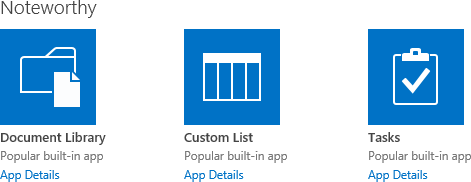 Noteworthy
Document Library
Popular built-in app
App Details
Custom List
Popular built-in app
App Details
Tasks
Popular built-in app
App Details